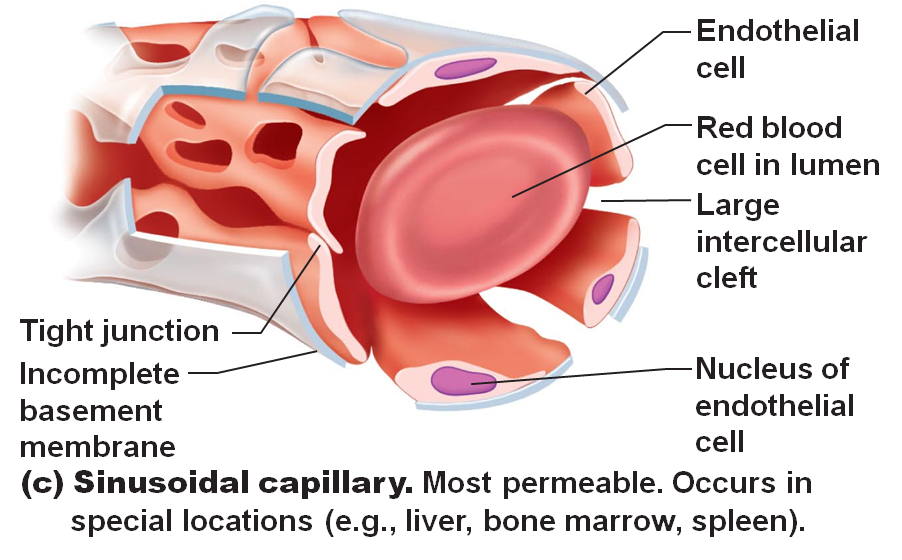 Endothelial
cell
Red blood
cell in lumen
Large
intercellular
cleft
Tight junction
Incomplete
basement
membrane
Nucleus of
endothelial
cell
(c) Sinusoidal capillary. Most permeable. Occurs in
special locations (e.g., liver, bone marrow, spleen).